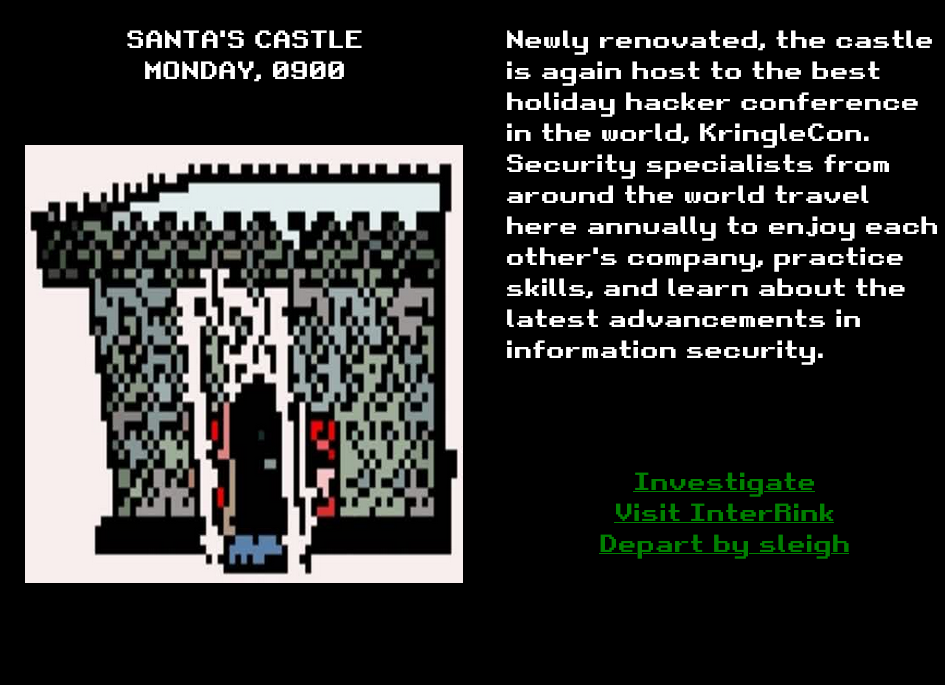 SANTA'S CASTLE
MONDAY, 0900
Newly renovated, the castle
is again host to the best
holiday hacker conference
in the world, KringleCon.
Security specialists from
around the world travel
here annually to enjoy each
other's company, practice
skills, and learn about the
latest advancements in
information security.
Investigate
Visit InterRink
Depart by sleigh